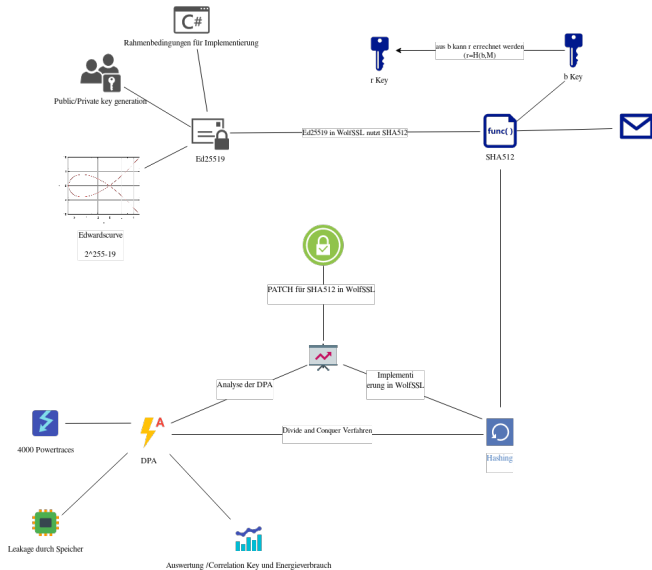 C#
Rahmenbedingungen für Implementierung
aus b kann r errechnet werden
(r=H(b,M)
r Key
b Key
Public/Private key generation
func( )
Ed25519 in WolfSSL nutzt SHA512
Ed25519
SHA512
Edwardscurve
2^255-19
PATCH für SHA512 in WolfSSL
Analyse der DPA
Implementi
erung in WolfSSL
A
Divide and Conquer Verfahren
4000 Powertraces
DPA
Hashing
Leakage durch Speicher
Auswertung /Correlation Key und Energieverbrauch